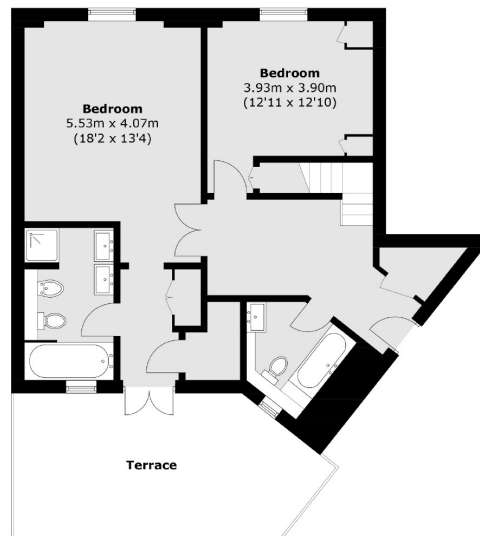 Bedroom
5.53m x 4.07m
(18'2 x 13'4)
Bedroom
3.93m x 3.90m
(12'11 x 12'10)
Terrace